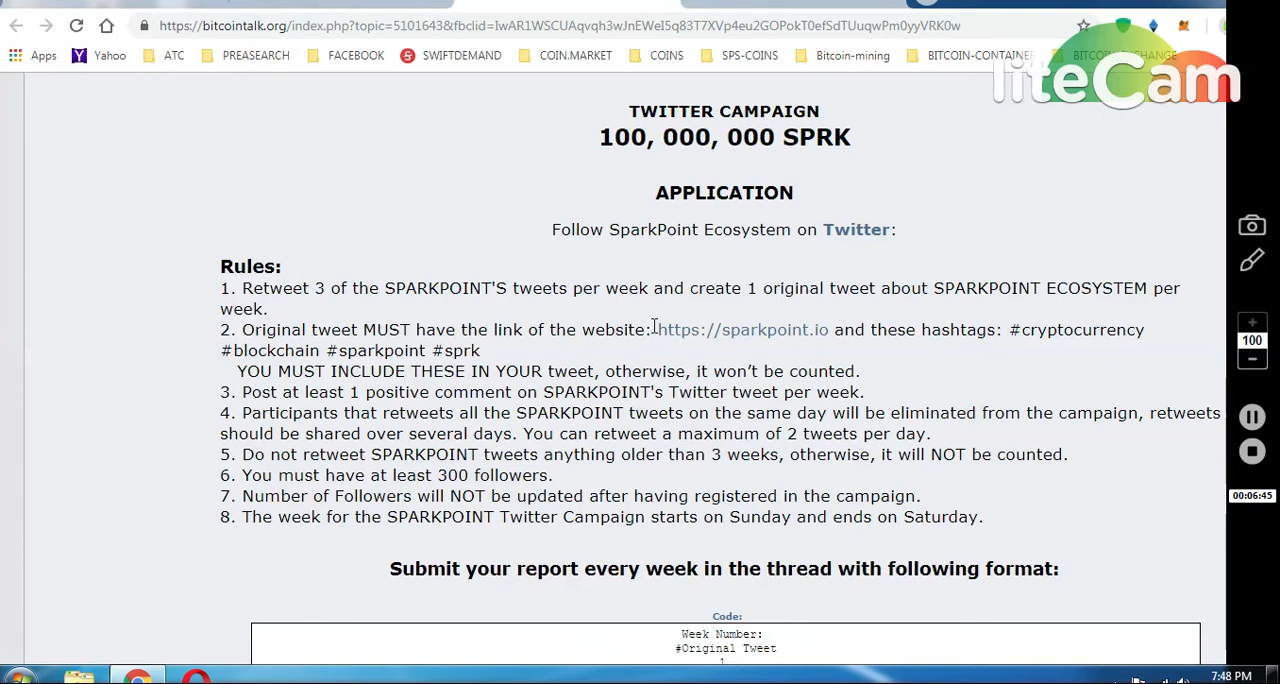 https://bitcointalk.org/index.php?topic=5101643&fbclid=IwAR1WSCUAqvqh3wJnEWeI5q83T7XVp4eu2GOPokT0efSdTUuqwPm0yyVRK0w
Apps Yahoo ATC PREASEARCH FACEBOOK SWIFTDEMAND COIN.MARKET COINS SPS-COINS Bitcoin-mining BITCOIN-CONTAINE
liteCam
TWITTER CAMPAIGN
100, 000, 000 SPRK
APPLICATION
Follow SparkPoint Ecosystem on Twitter:
Rules:
1. Retweet 3 of the SPARKPOINT'S tweets per week and create 1 original tweet about SPARKPOINT ECOSYSTEM per
week.
2. Original tweet MUST have the link of the website: https://sparkpoint.io and these hashtags: #cryptocurrency
#blockchain #sparkpoint #sprk
YOU MUST INCLUDE THESE IN YOUR tweet, otherwise, it won't be counted.
3. Post at least 1 positive comment on SPARKPOINT's Twitter tweet per week.
4. Participants that retweets all the SPARKPOINT tweets on the same day will be eliminated from the campaign, retweets
should be shared over several days. You can retweet a maximum of 2 tweets per day.
5. Do not retweet SPARKPOINT tweets anything older than 3 weeks, otherwise, it will NOT be counted.
6. You must have at least 300 followers.
7. Number of Followers will NOT be updated after having registered in the campaign.
8. The week for the SPARKPOINT Twitter Campaign starts on Sunday and ends on Saturday.
Submit your report every week in the thread with following format:
Code:
Week Number:
#Original Tweet
1
100
00:06:45
7:48 PM